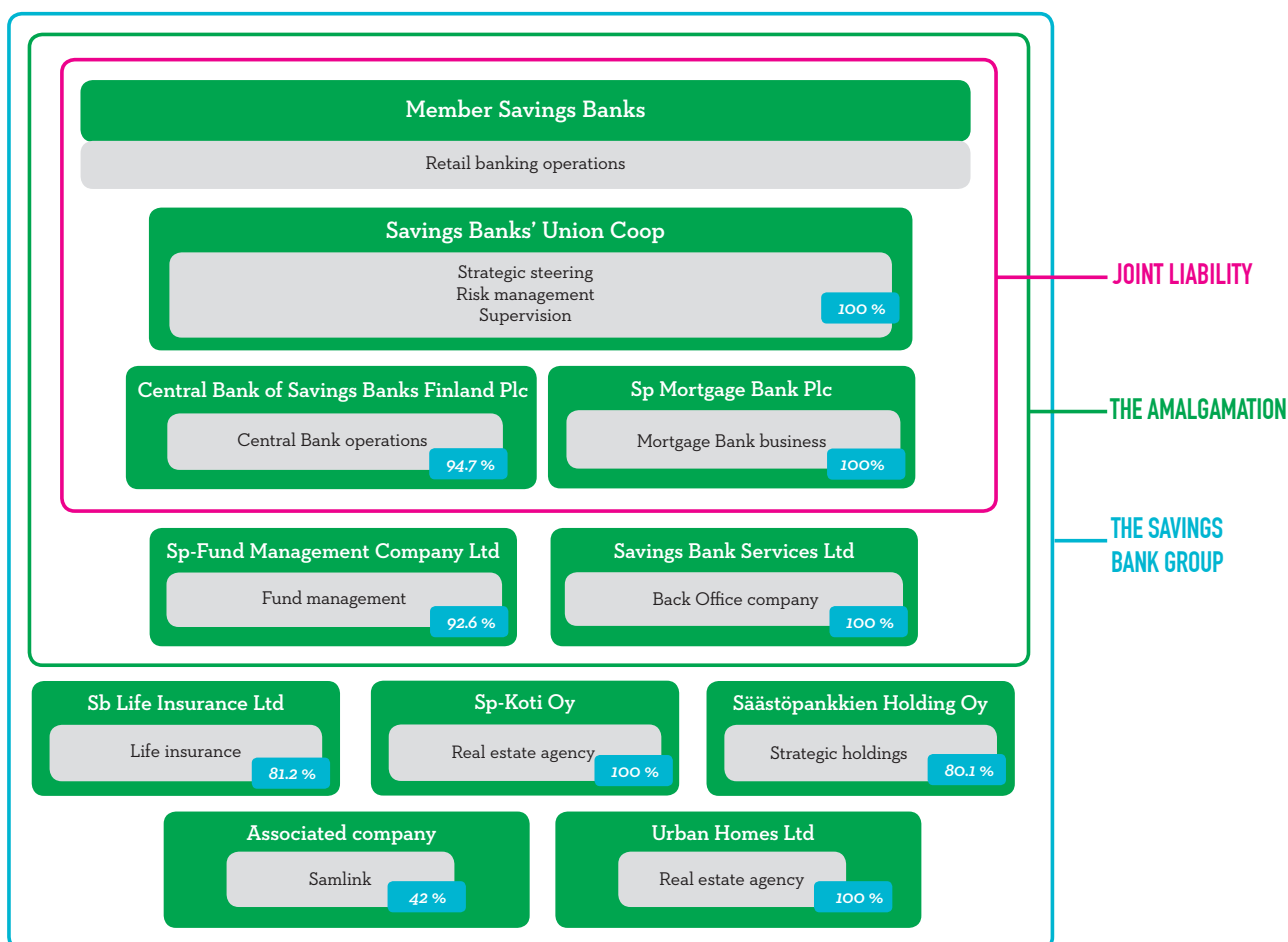 Member Savings Banks
Retail banking operations
Savings Banks' Union Coop
Strategic steering
Risk management
Supervision
100 %
Central Bank of Savings Banks Finland Plc
Central Bank operations
94.7 %
Sp Mortgage Bank Plc
Mortgage Bank business
100%
Sp-Fund Management Company Ltd
Fund management
92.6 %
Savings Bank Services Ltd
Back Office company
100 %
Sb Life Insurance Ltd
Life insurance
81.2 %
Sp-Koti Oy
Real estate agency
100 %
Säästöpankkien Holding Oy
Strategic holdings
80.1 %
Associated company
Samlink
42 %
Urban Homes Ltd
Real estate agency
100 %
JOINT LIABILITY
THE AMALGAMATION
THE SAVINGS
BANK GROUP